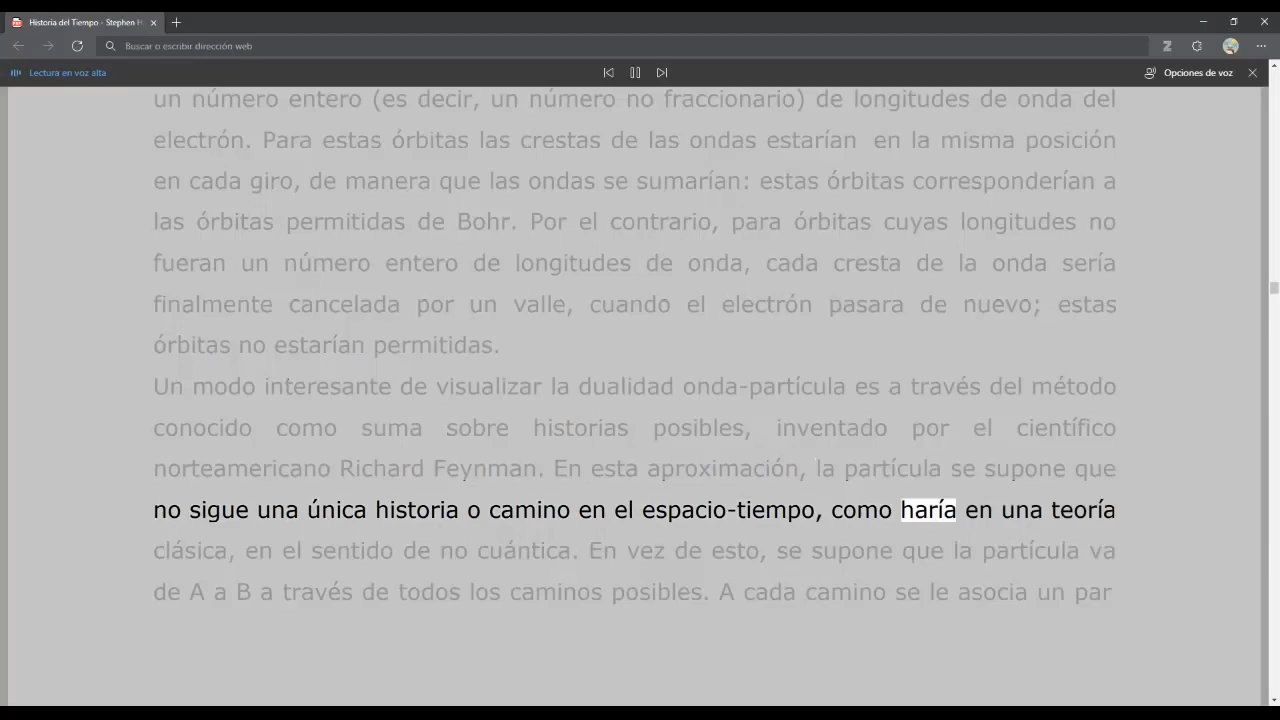 Historia del Tiempo - Stephen H
Buscar o escribir dirección web
Lectura en voz alta
Opciones de voz
un número entero (es decir, un número no fraccionario) de longitudes de onda del
electrón. Para estas órbitas las crestas de las ondas estarían en la misma posición
en cada giro, de manera que las ondas se sumarían: estas órbitas corresponderían a
las órbitas permitidas de Bohr. Por el contrario, para órbitas cuyas longitudes no
fueran un número entero de longitudes de onda, cada cresta de la onda sería
finalmente cancelada por un valle, cuando el electrón pasara de nuevo; estas
órbitas no estarían permitidas.
Un modo interesante de visualizar la dualidad onda-partícula es a través del método
conocido como suma sobre historias posibles, inventado por el científico
norteamericano Richard Feynman. En esta aproximación, la partícula se supone que
no sigue una única historia o camino en el espacio-tiempo, como haría en una teoría
clásica, en el sentido de no cuántica. En vez de esto, se supone que la partícula va
de A a B a través de todos los caminos posibles. A cada camino se le asocia un par